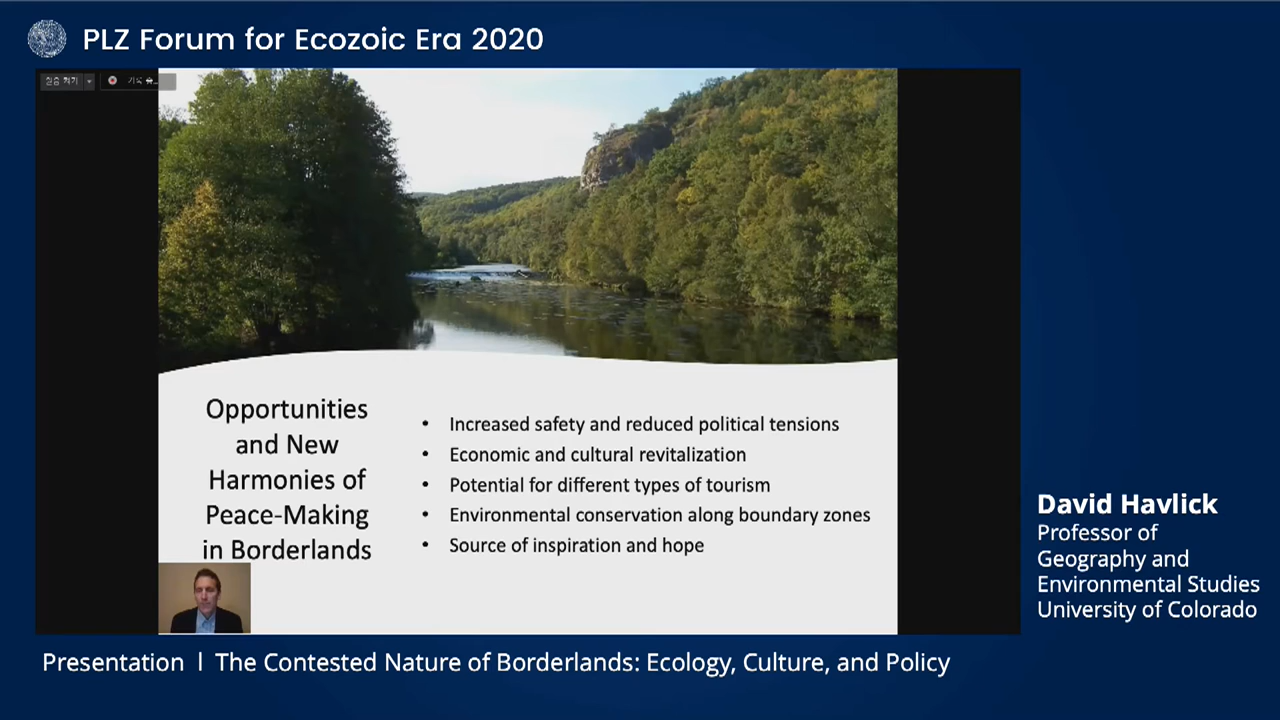 PLZ Forum for Ecozoic Era 2020
Opportunities
and New
Harmonies of
Peace-Making
in Borderlands
• Increased safety and reduced political tensions
• Economic and cultural revitalization
• Potential for different types of tourism
• Environmental conservation along boundary zones
• Source of inspiration and hope
David Havlick
Professor of
Geography and
Environmental Studies
University of Colorado
Presentation l The Contested Nature of Borderlands: Ecology, Culture, and Policy